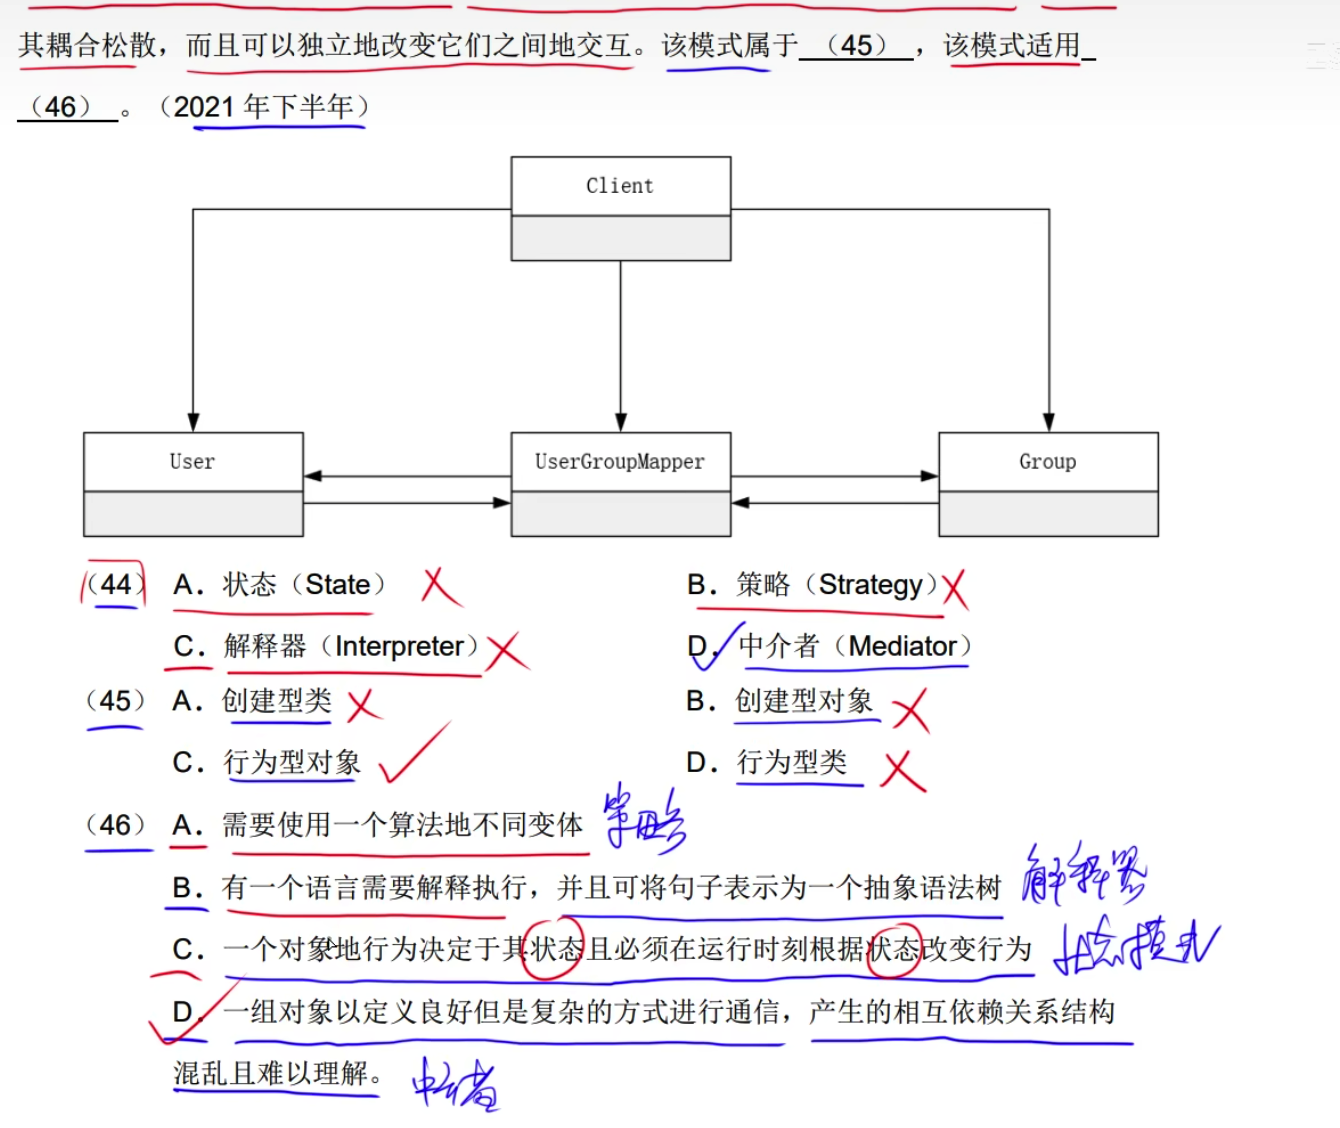 其耦合松散，而且可以独立地改变它们之间地交互。该模式属于（45），该模式适用
（46）。（2021 年下半年）
Client
User
UserGroupMapper
Group
（44） A．状态（State） B．策略（Strategy）
C．解释器（Interpreter） D．中介者（Mediator）
（45） A．创建型类 B．创建型对象
C．行为型对象 D．行为型类
（46） A．需要使用一个算法地不同变体 策略
B．有一个语言需要解释执行，并且可将句子表示为一个抽象语法树 解释器
C．一个对象地行为决定于其状态且必须在运行时刻根据状态改变行为 状态模式
D．一组对象以定义良好但是复杂的方式进行通信，产生的相互依赖关系结构
混乱且难以理解。 中介者